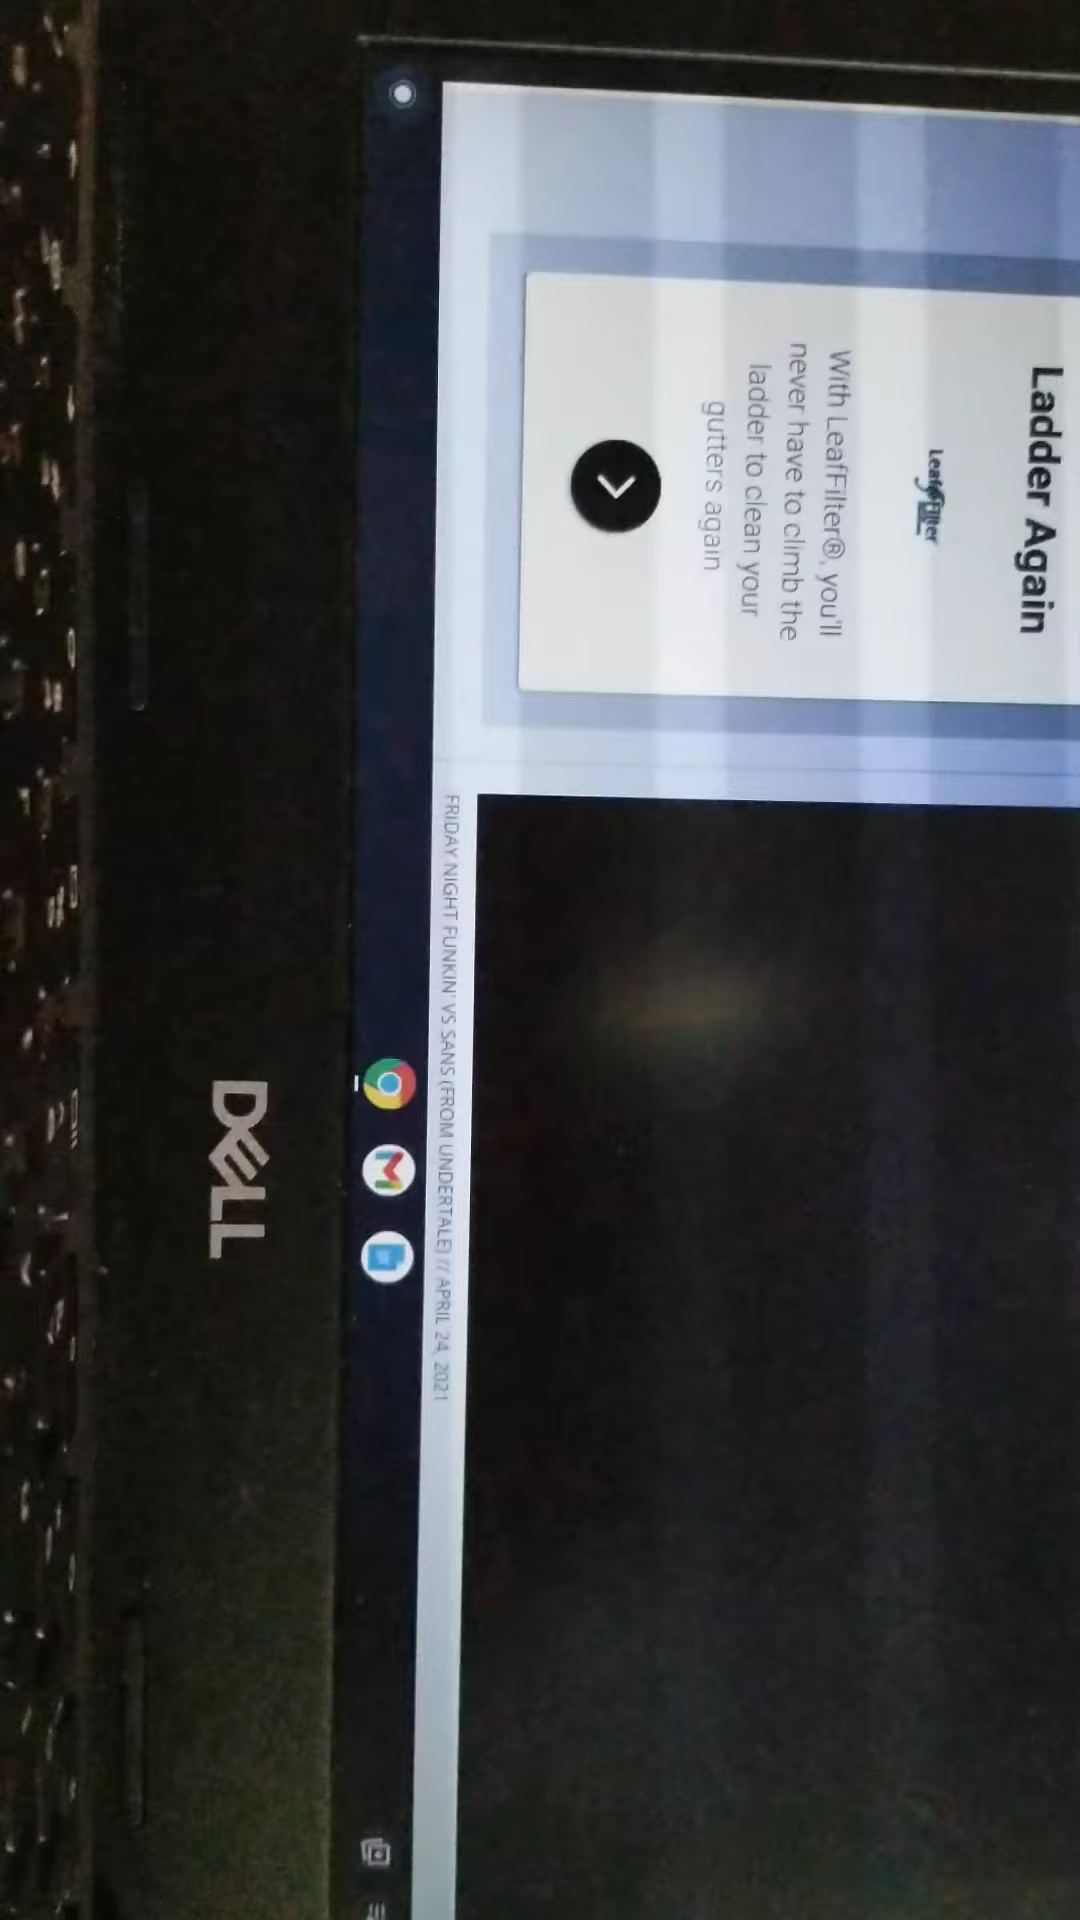 Ladder Again
LeafFilter
With LeafFilter®, you'll
never have to climb the
ladder to clean your
gutters again
FRIDAY NIGHT FUNKIN' VS SANS (FROM UNDERTALE) // APRIL 24, 2021
DELL